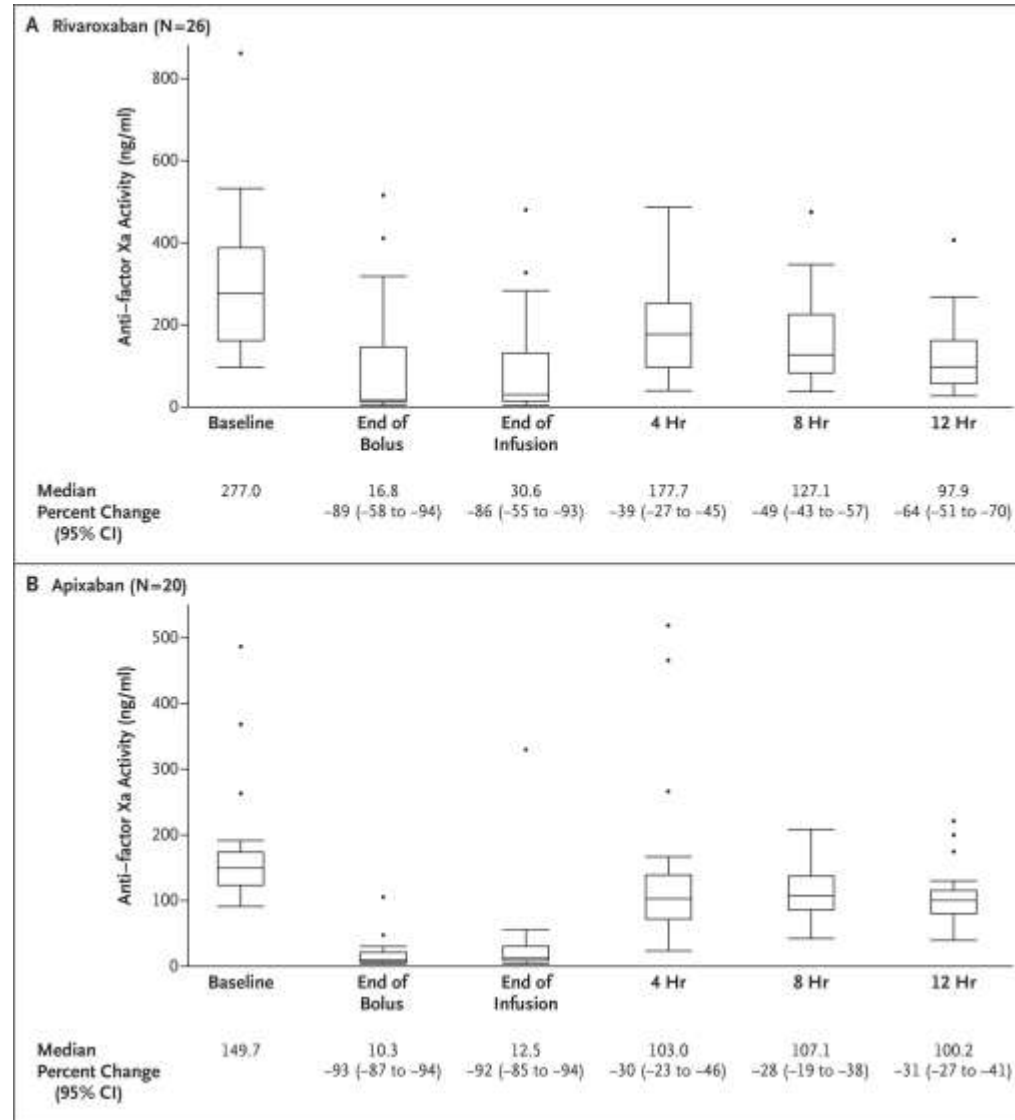 A Rivaroxaban (N=26)
Anti–factor Xa Activity (ng/ml)
800
600
400
200
0
Baseline End of Bolus End of Infusion 4 Hr 8 Hr 12 Hr
Median 277.0 16.8 30.6 177.7 127.1 97.9
Percent Change (95% CI) –89 (–58 to –94) –86 (–55 to –93) –39 (–27 to –45) –49 (–43 to –57) –64 (–51 to –70)
B Apixaban (N=20)
Anti–factor Xa Activity (ng/ml)
500
400
300
200
100
0
Baseline End of Bolus End of Infusion 4 Hr 8 Hr 12 Hr
Median 149.7 10.3 12.5 103.0 107.1 100.2
Percent Change (95% CI) –93 (–87 to –94) –92 (–85 to –94) –30 (–23 to –46) –28 (–19 to –38) –31 (–27 to –41)